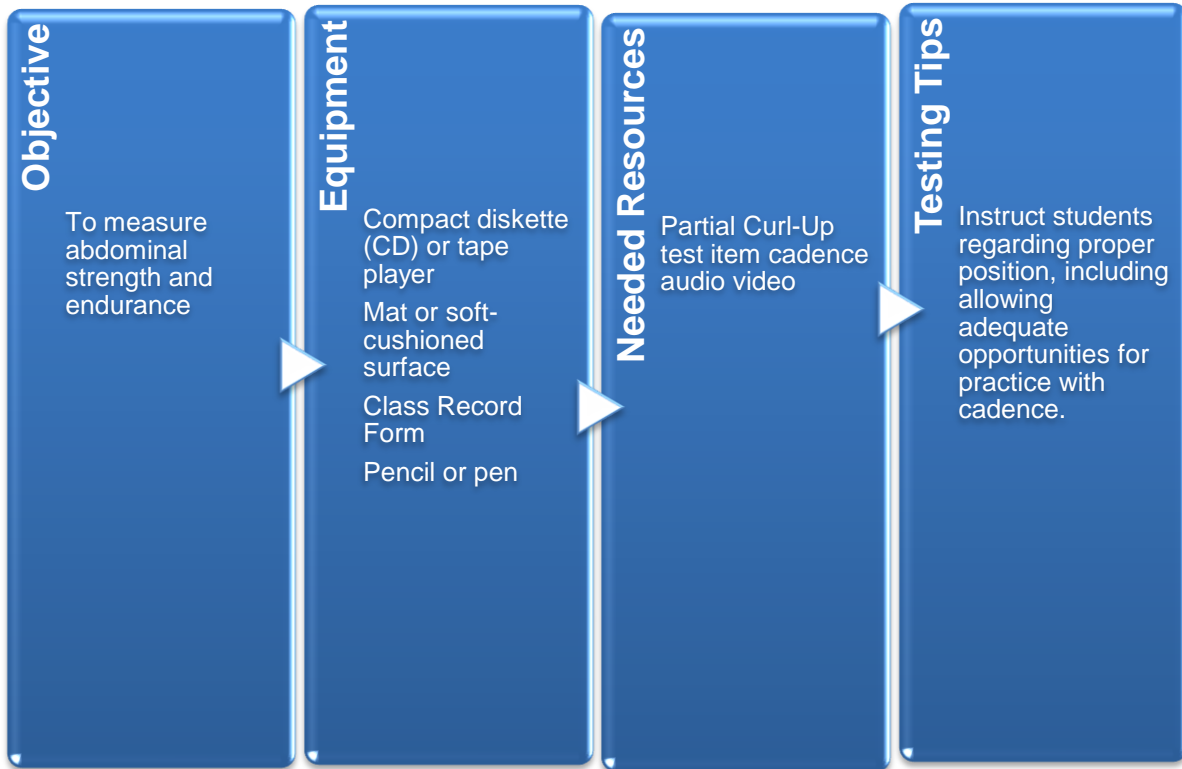 Objective
To measure
abdominal
strength and
endurance
Equipment
Compact diskette
(CD) or tape
player
Mat or soft-
cushioned
surface
Class Record
Form
Pencil or pen
Needed Resources
Partial Curl-Up
test item cadence
audio video
Testing Tips
Instruct students
regarding proper
position, including
allowing
adequate
opportunities for
practice with
cadence.